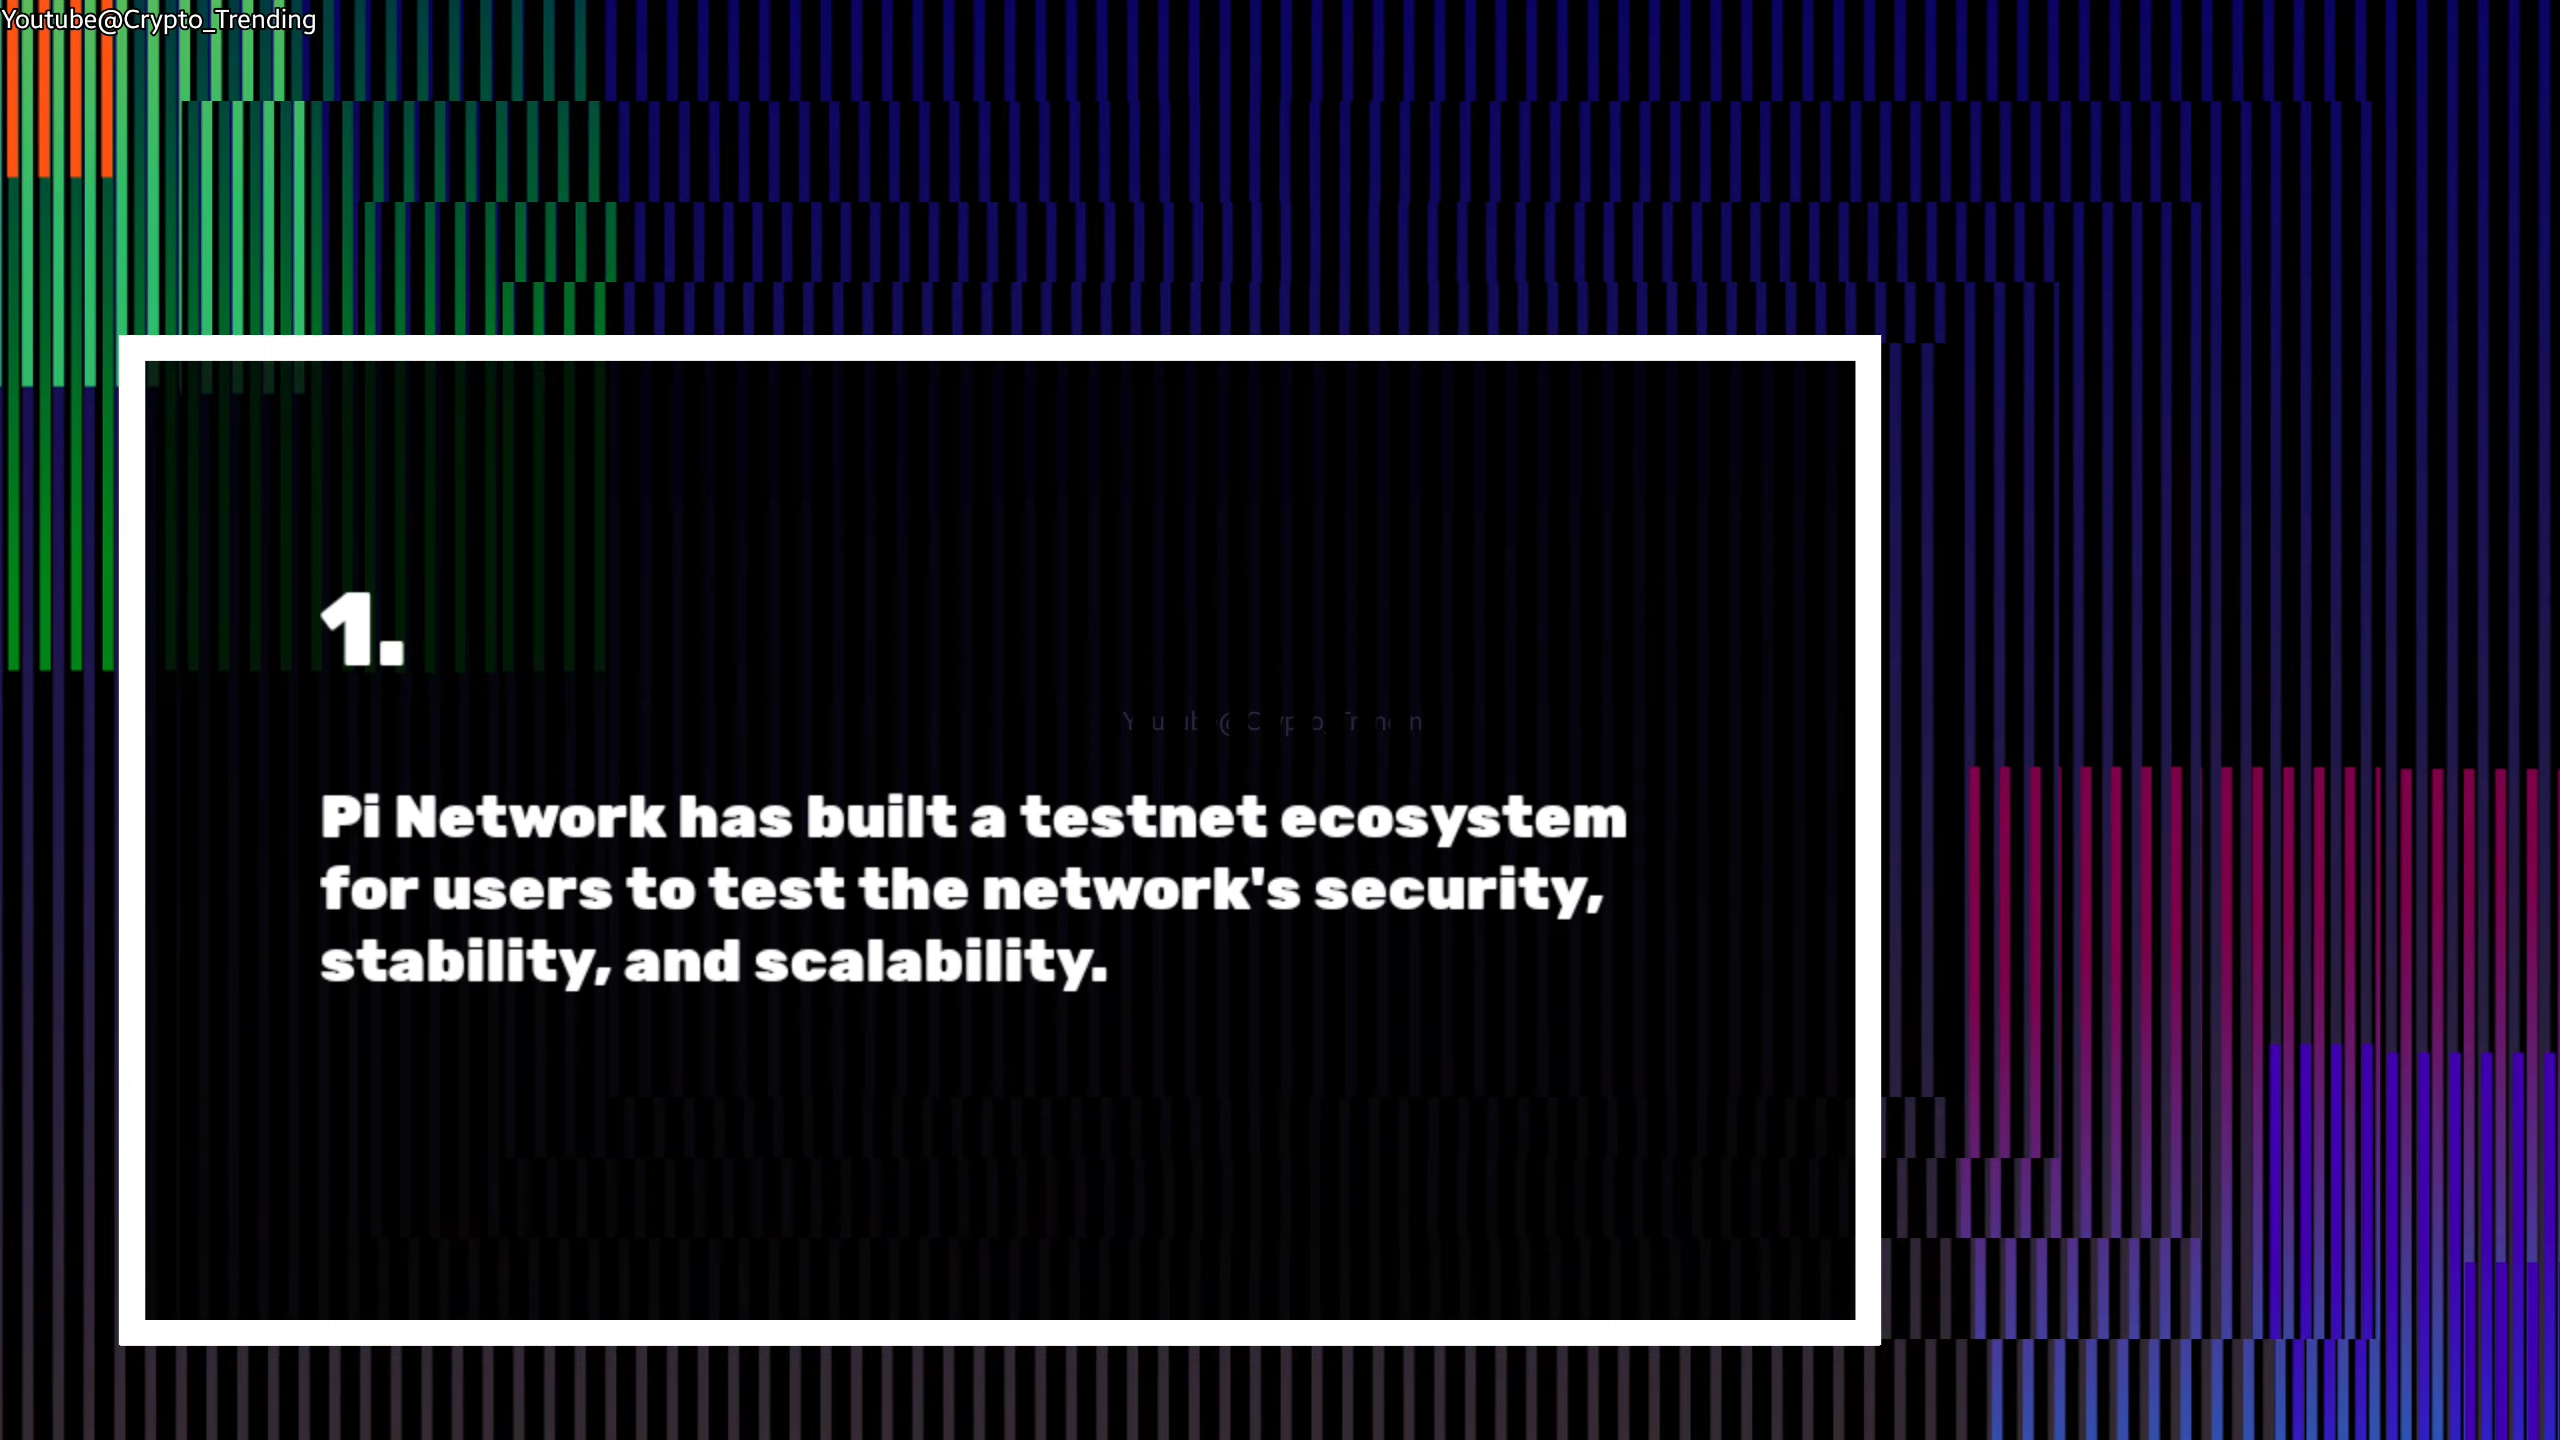 Youtube@Crypto_Trending
1.
Pi Network has built a testnet ecosystem
for users to test the network's security,
stability, and scalability.